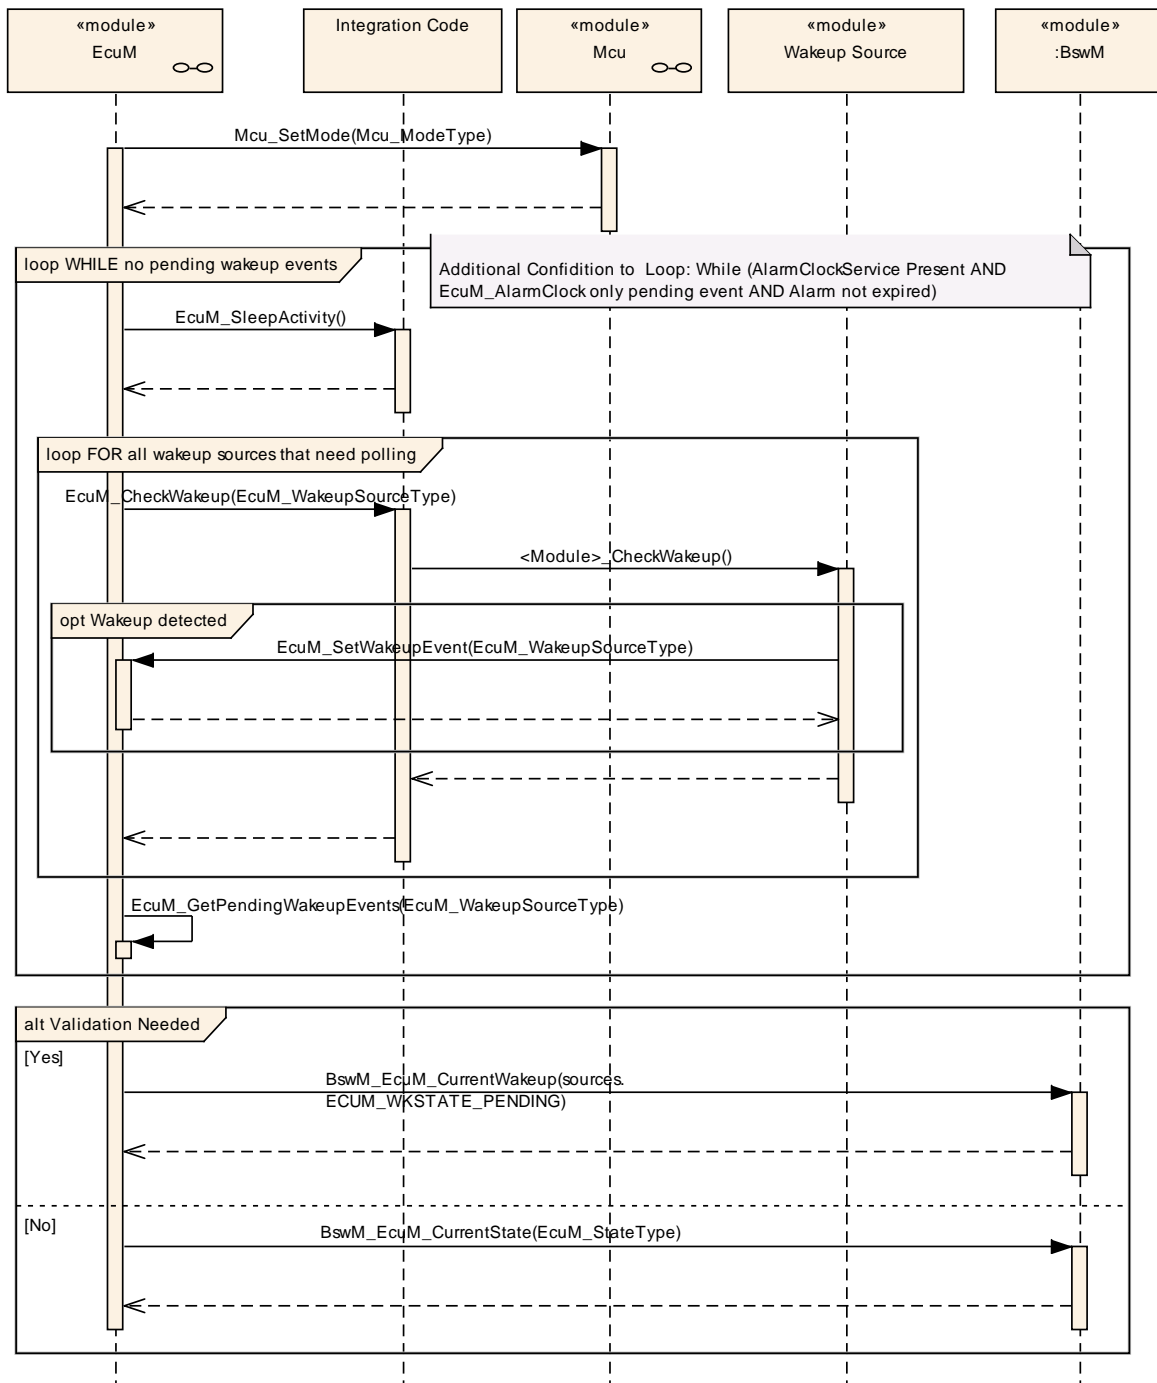 «module»
EcuM
Integration Code
«module»
Mcu
«module»
Wakeup Source
«module»
:BswM
Mcu_SetMode(Mcu_ModeType)
loop WHILE no pending wakeup events
Additional Confidition to Loop: While (AlarmClockService Present AND
EcuM_AlarmClock only pending event AND Alarm not expired)
EcuM_SleepActivity()
loop FOR all wakeup sources that need polling
EcuM_CheckWakeup(EcuM_WakeupSourceType)
<Module>_CheckWakeup()
opt Wakeup detected
EcuM_SetWakeupEvent(EcuM_WakeupSourceType)
EcuM_GetPendingWakeupEvents(EcuM_WakeupSourceType)
alt Validation Needed
[Yes]
BswM_EcuM_CurrentWakeup(sources.
ECUM_WKSTATE_PENDING)
[No]
BswM_EcuM_CurrentState(EcuM_StateType)